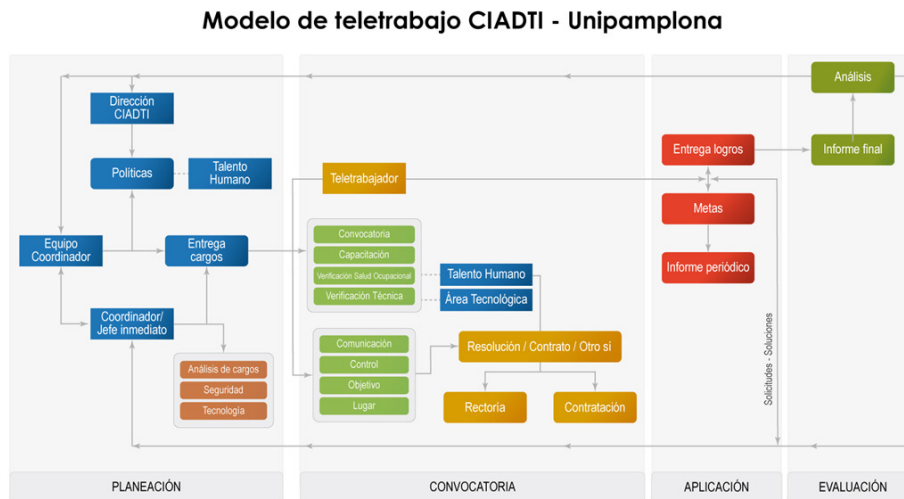 Modelo de teletrabajo CIADTI - Unipamplona
Dirección
CIADTI
Políticas
Talento
Humano
Equipo
Coordinador
Entrega
cargos
Coordinador/
Jefe inmediato
Análisis de cargos
Seguridad
Tecnología
PLANEACIÓN
Teletrabajador
Convocatoria
Capacitación
Verificación Salud Ocupacional
Verificación Técnica
Talento Humano
Área Tecnológica
Comunicación
Control
Objetivo
Lugar
Resolución / Contrato / Otro sí
Rectoría
Contratación
CONVOCATORIA
Entrega logros
Metas
Informe periódico
Solicitudes - Soluciones
APLICACIÓN
Análisis
Informe final
EVALUACIÓN